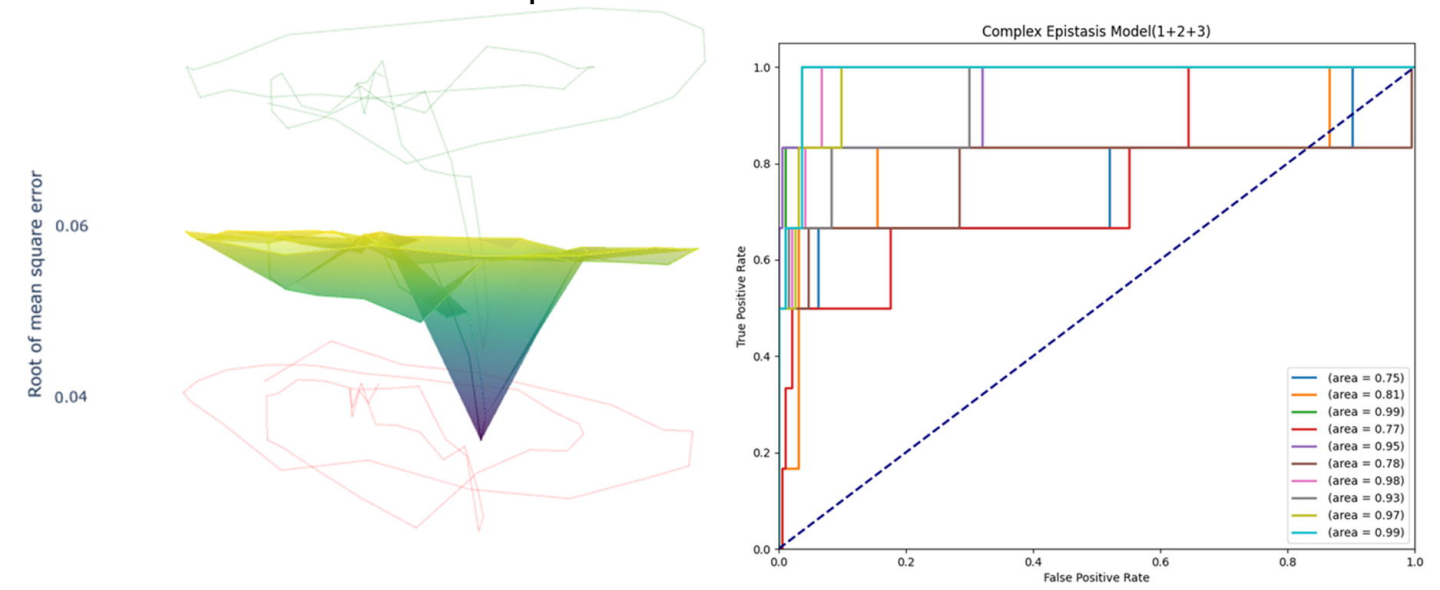 Root of mean square error
0.06
0.04
Complex Epistasis Model(1+2+3)
True Positive Rate
1.0
0.8
0.6
0.4
0.2
0.0
0.0 0.2 0.4 0.6 0.8 1.0
False Positive Rate
(area = 0.75)
(area = 0.81)
(area = 0.99)
(area = 0.77)
(area = 0.95)
(area = 0.78)
(area = 0.98)
(area = 0.93)
(area = 0.97)
(area = 0.99)